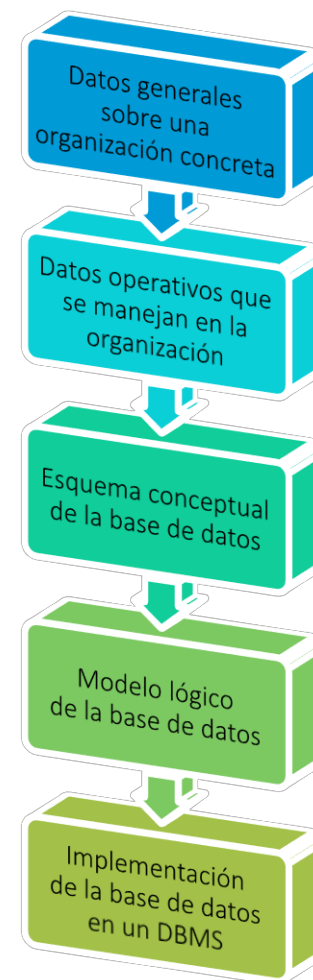 Datos generales
sobre una
organización concreta
Datos operativos que
se manejan en la
organización
Esquema conceptual
de la base de datos
Modelo lógico
de la base de datos
Implementación
de la base de datos
en un DBMS